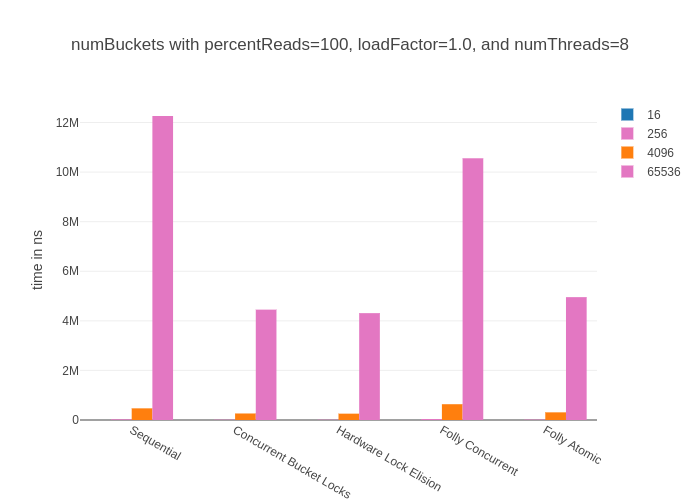 numBuckets with percentReads=100, loadFactor=1.0, and numThreads=8
16
256
4096
65536
time in ns
12M
10M
8M
6M
4M
2M
0
Sequential
Concurrent Bucket Locks
Hardware Lock Elision
Folly Concurrent
Folly Atomic